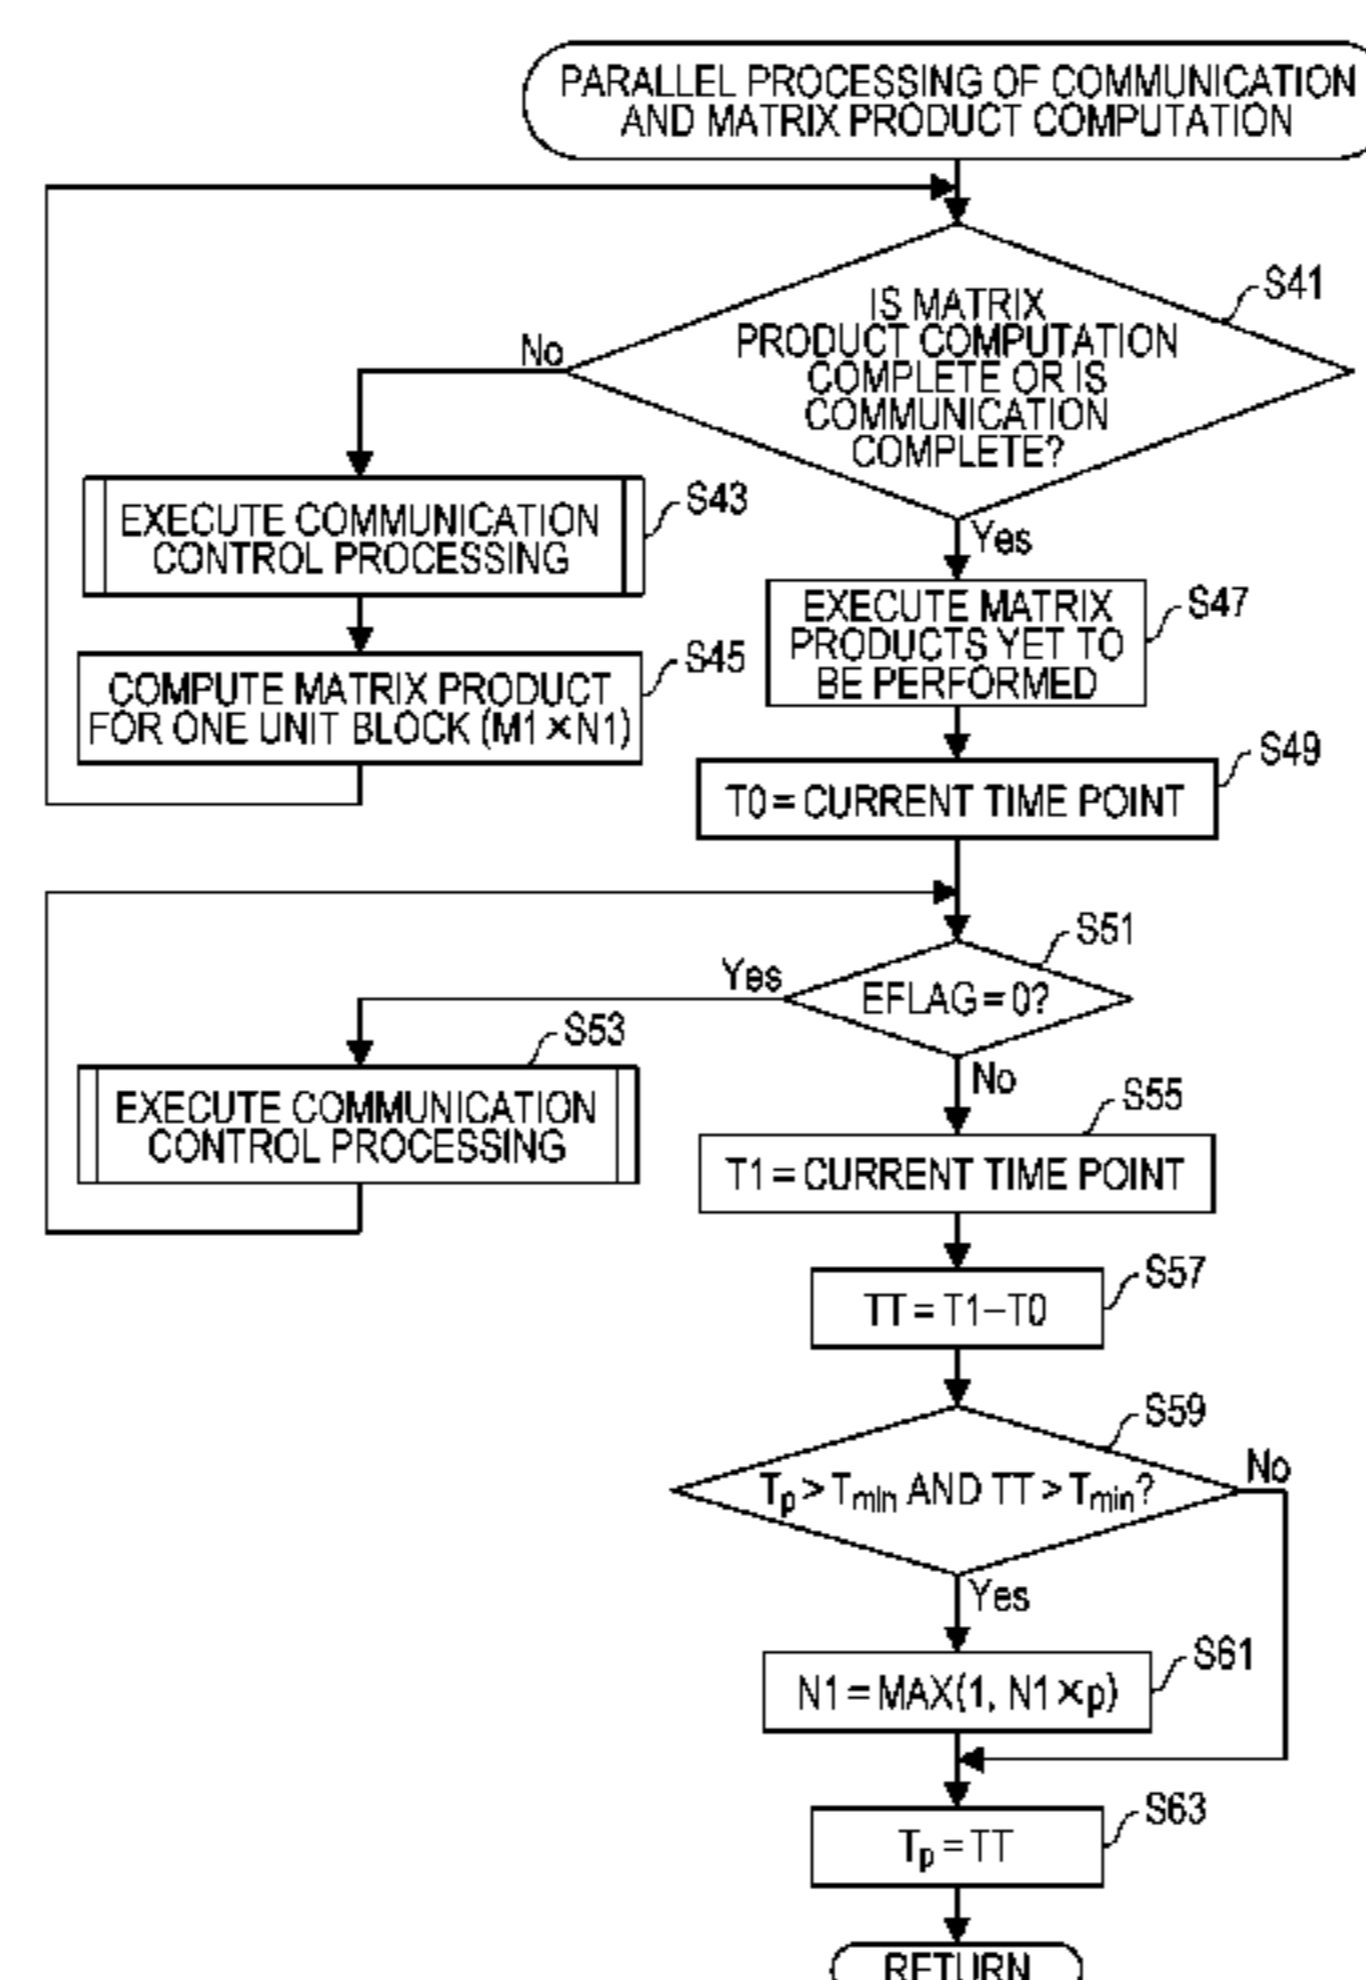 PARALLEL PROCESSING OF COMMUNICATION
AND MATRIX PRODUCT COMPUTATION
S41
IS MATRIX
PRODUCT COMPUTATION
COMPLETE OR IS
COMMUNICATION
COMPLETE?
No
Yes
S43
EXECUTE COMMUNICATION
CONTROL PROCESSING
S45
COMPUTE MATRIX PRODUCT
FOR ONE UNIT BLOCK (M1×N1)
S47
EXECUTE MATRIX
PRODUCTS YET TO
BE PERFORMED
S49
T0=CURRENT TIME POINT
S51
EFLAG=0?
Yes
No
S53
EXECUTE COMMUNICATION
CONTROL PROCESSING
S55
T1=CURRENT TIME POINT
S57
TT=T1−T0
S59
Tp>Tmin AND TT>Tmin?
No
Yes
S61
N1=MAX(1, N1×p)
S63
Tp=TT
RETURN